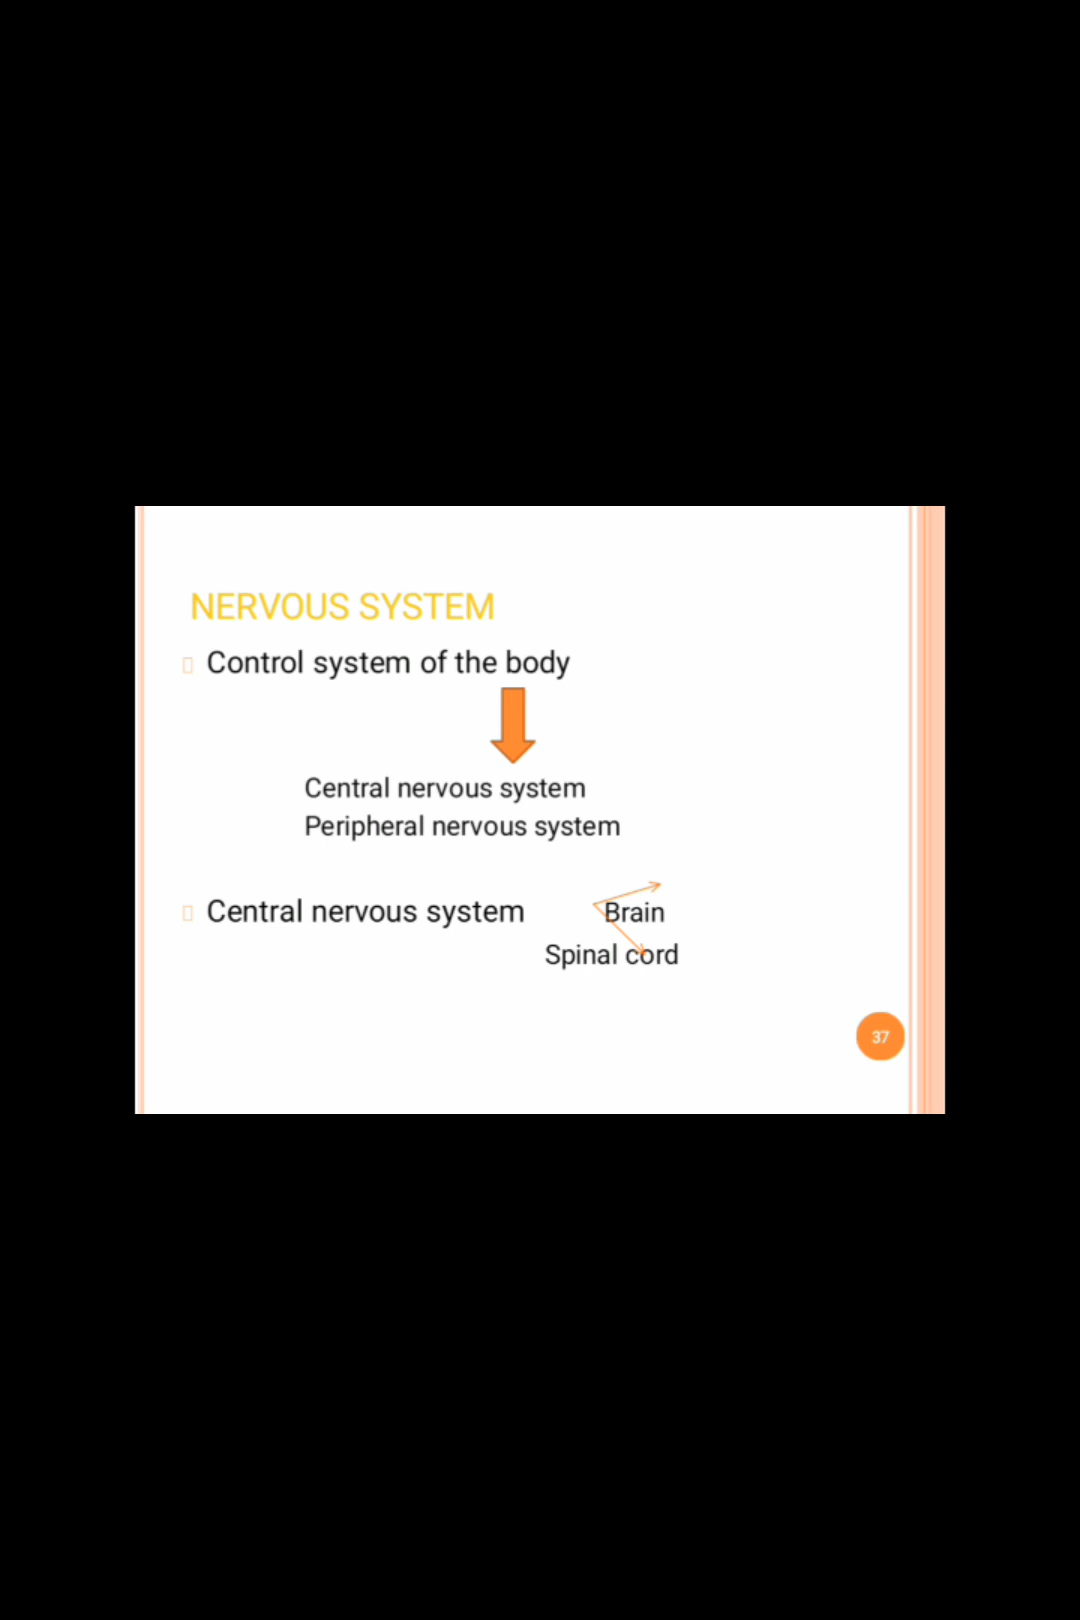 NERVOUS SYSTEM
Control system of the body
Central nervous system
Peripheral nervous system
Central nervous system Brain
Spinal cord
37